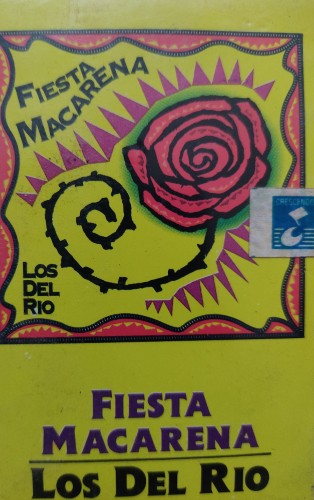 FIESTA
MACARENA
LOS
DEL
RIO
FIESTA
MACARENA
LOS DEL RIO